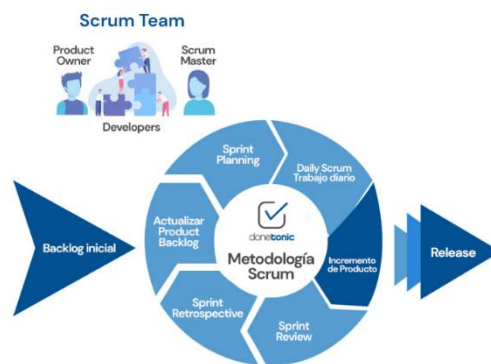 Scrum Team
Product
Owner
Scrum
Master
Developers
Sprint
Planning
Daily Scrum
Trabajo diario
Actualizar
Product
Backlog
donetonic
Metodología
Scrum
Backlog inicial
Incremento
de Producto
Release
Sprint
Retrospective
Sprint
Review